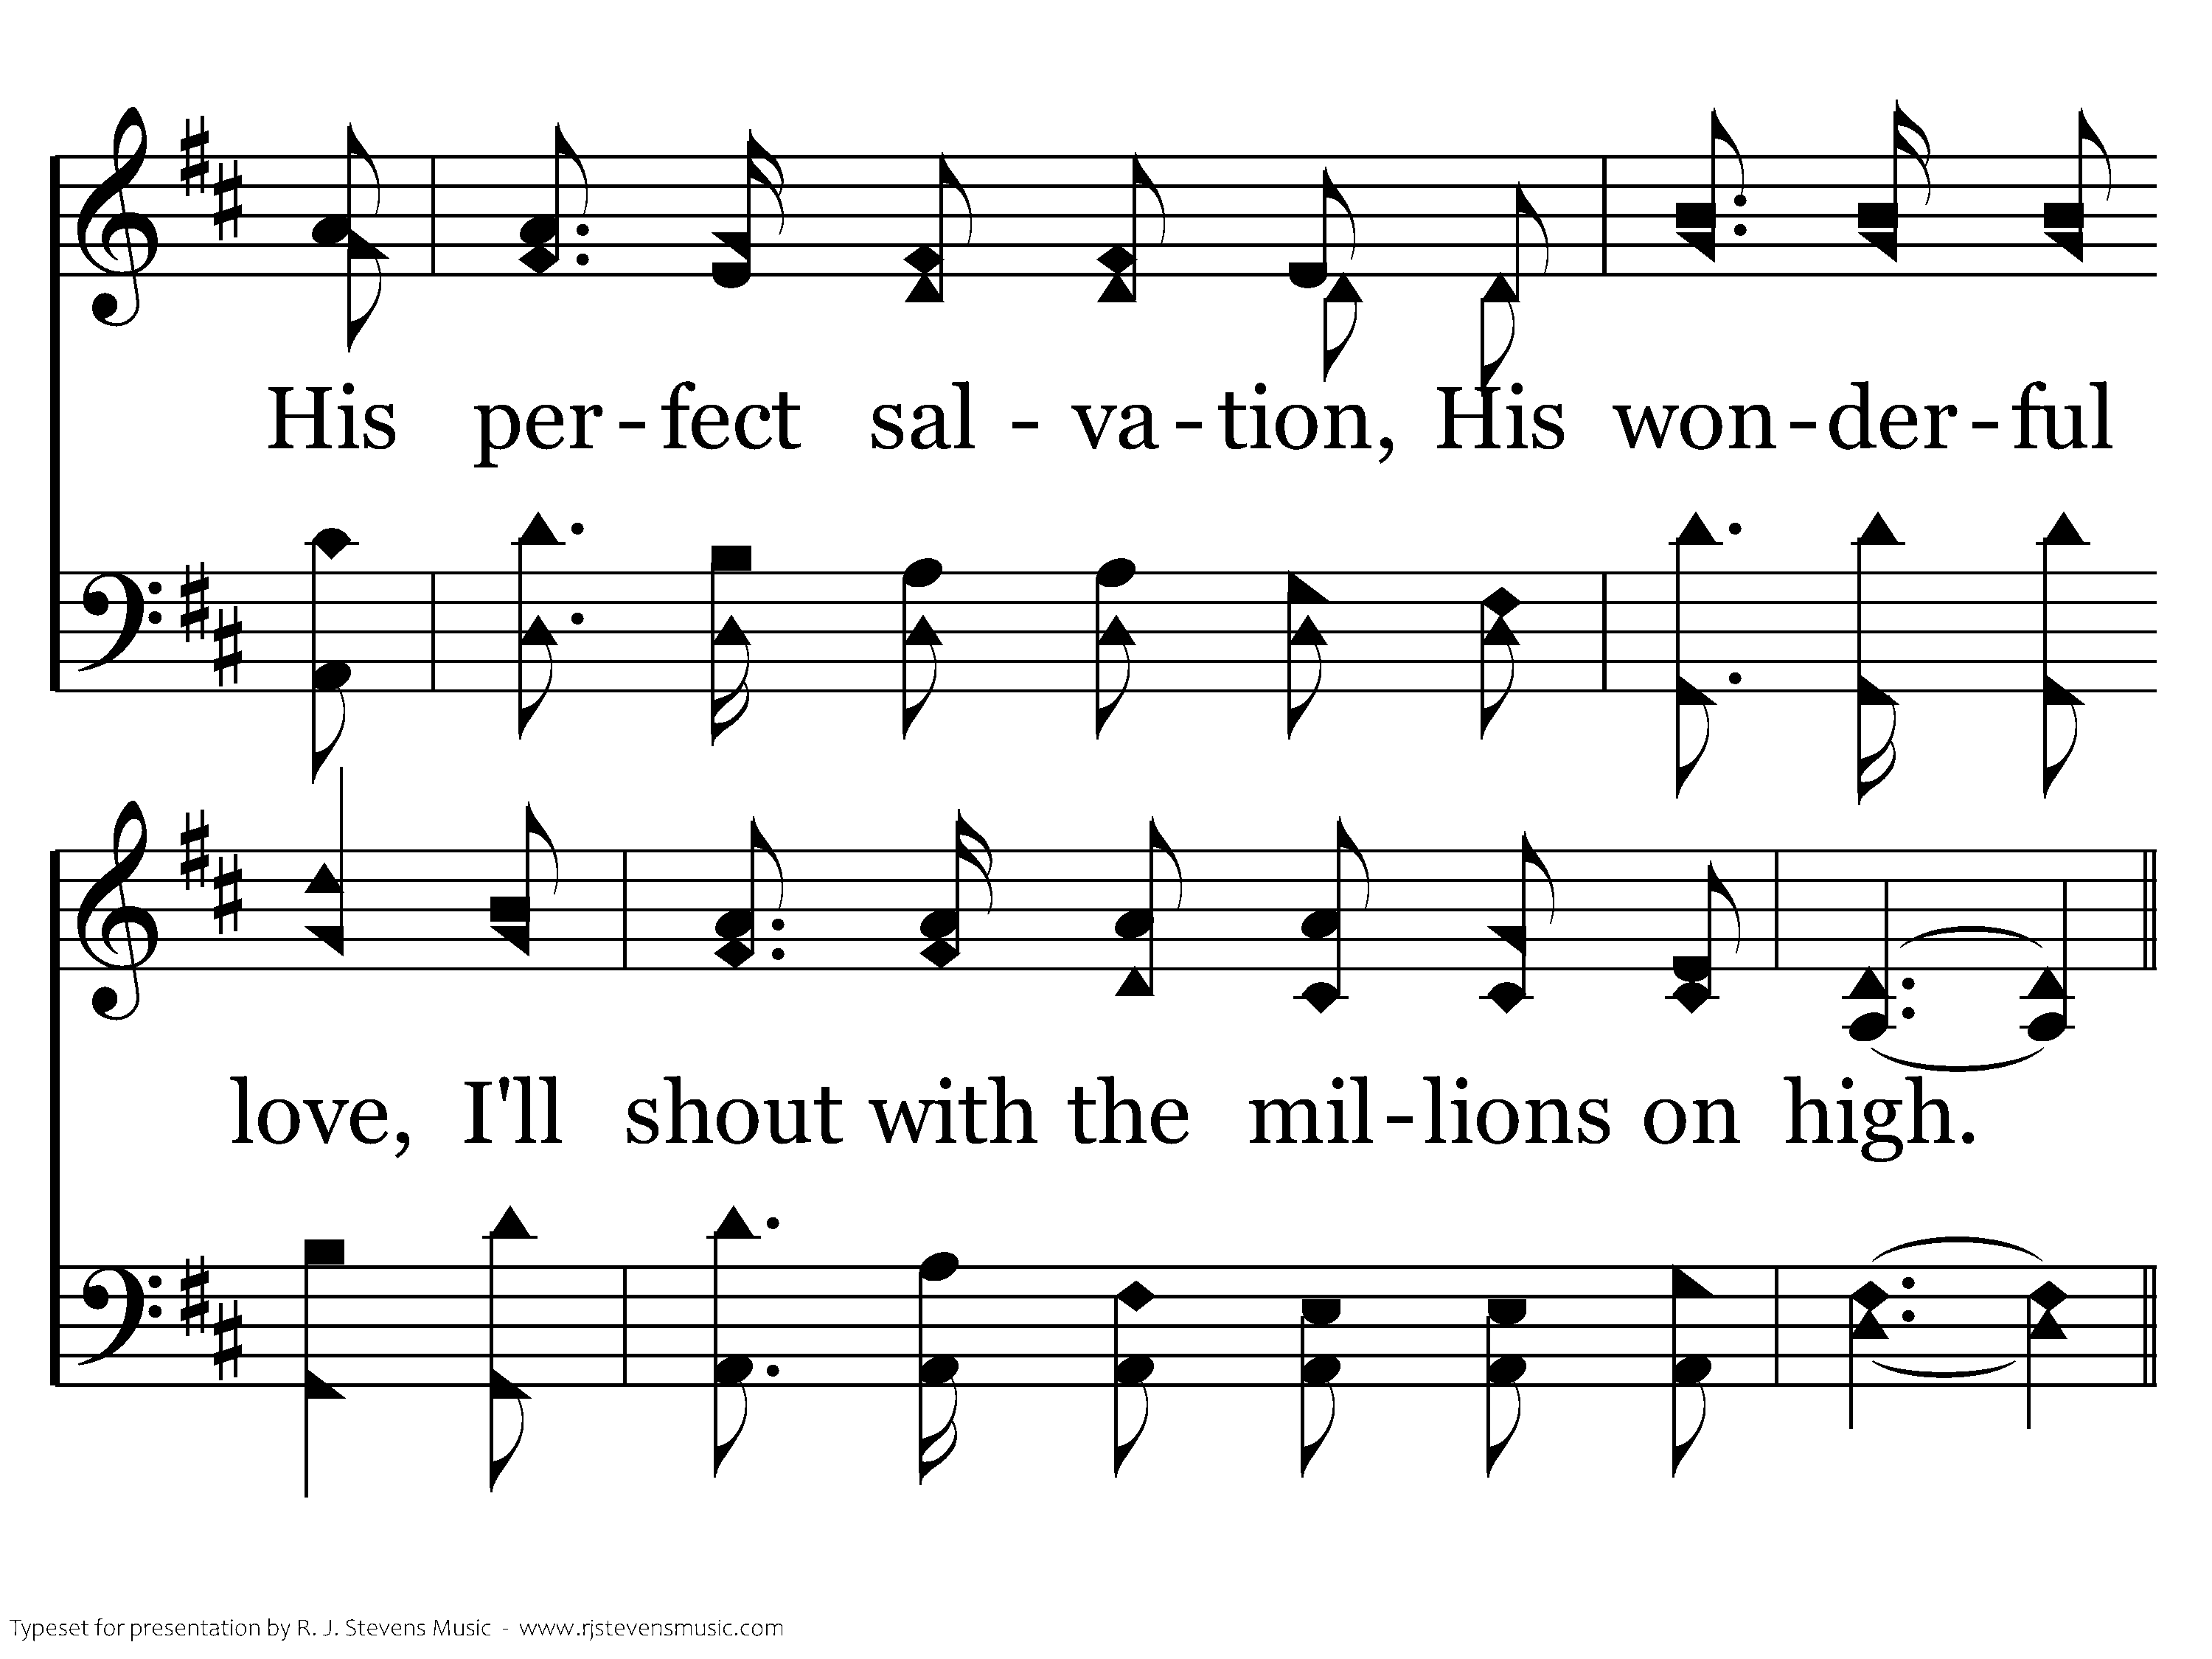 His per-fect sal - va-tion, His won-der-ful
love, I'll shout with the mil-lions on high.
Typeset for presentation by R. J. Stevens Music - www.rjstevensmusic.com